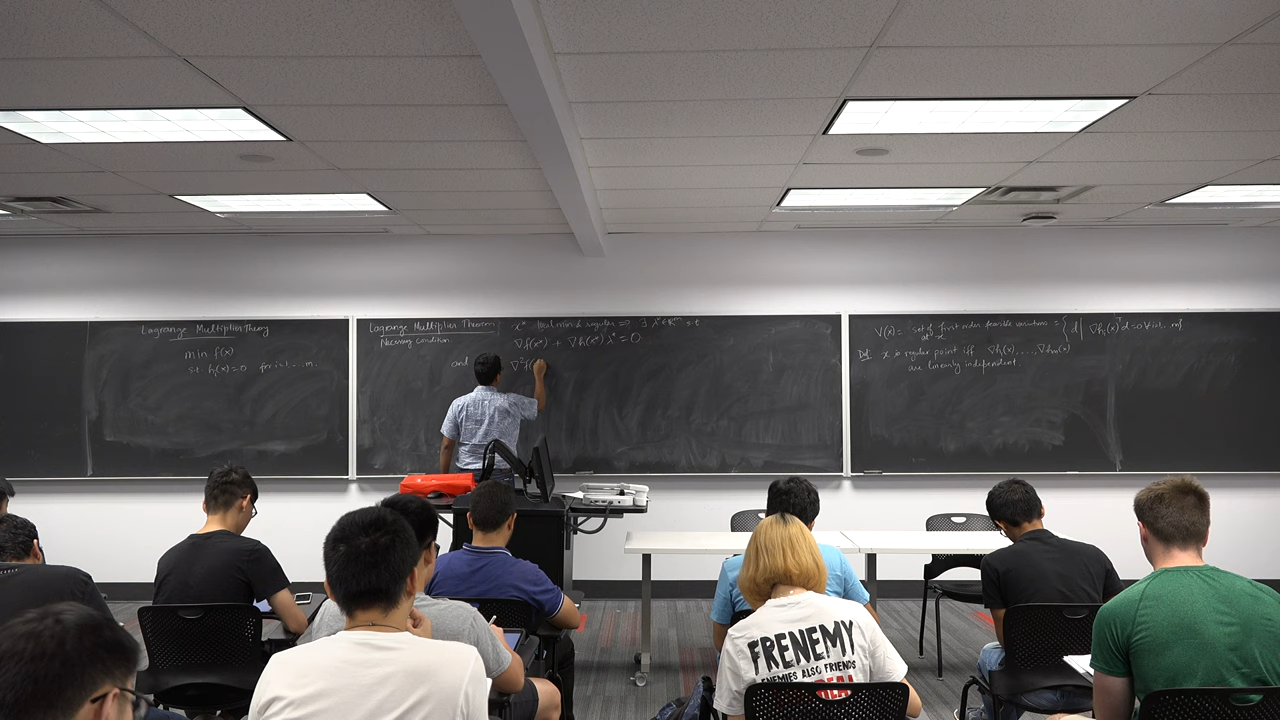 Lagrange Multiplier Theory
min f(x)
s.t. hᵢ(x)=0 for i=1,...,m.
Lagrange Multiplier Theorem
Necessary condition.
x* local min & regular => ∃ λ*∈ℝᵐ s.t
∇f(x*) + ∇h(x*) λ* = 0
and ∇²f(
V(x) = set of first order feasible variations = { d | ∇hᵢ(x)ᵀd=0 ∀i=1,..m}
at x
Def: x is regular point iff ∇h₁(x),...,∇hₘ(x)
are linearly independent.
FRENEMY
ENEMIES ALSO FRIENDS